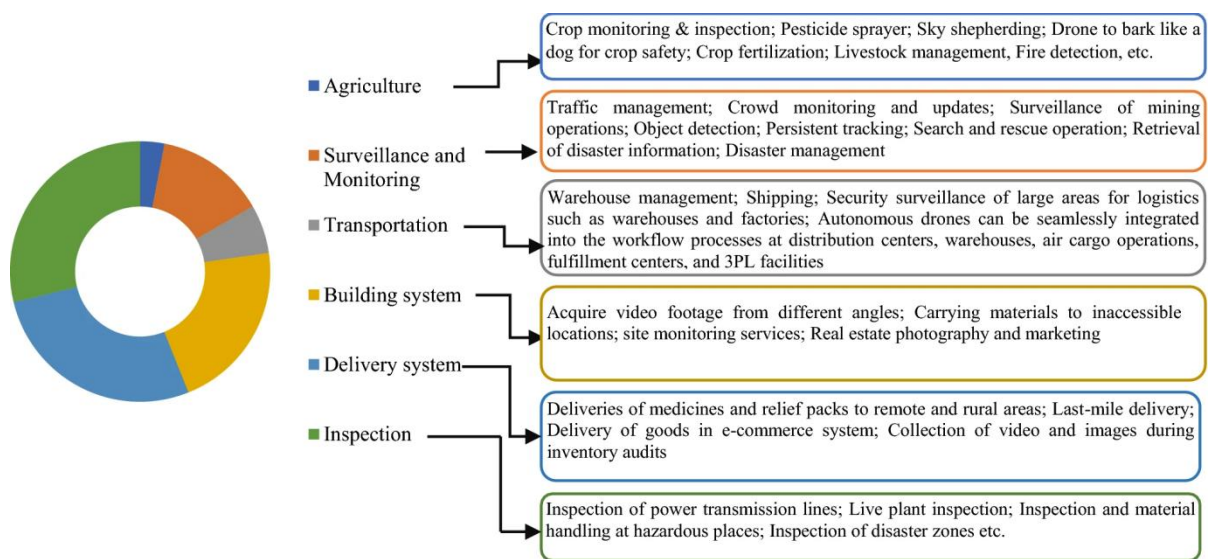 Crop monitoring & inspection; Pesticide sprayer; Sky shepherding; Drone to bark like a
dog for crop safety; Crop fertilization; Livestock management, Fire detection, etc.
Agriculture
Traffic management; Crowd monitoring and updates; Surveillance of mining
operations; Object detection; Persistent tracking; Search and rescue operation; Retrieval
of disaster information; Disaster management
Surveillance and
Monitoring
Warehouse management; Shipping; Security surveillance of large areas for logistics
such as warehouses and factories; Autonomous drones can be seamlessly integrated
into the workflow processes at distribution centers, warehouses, air cargo operations,
fulfillment centers, and 3PL facilities
Transportation
Building system
Acquire video footage from different angles; Carrying materials to inaccessible
locations; site monitoring services; Real estate photography and marketing
Delivery system
Deliveries of medicines and relief packs to remote and rural areas; Last-mile delivery;
Delivery of goods in e-commerce system; Collection of video and images during
inventory audits
Inspection
Inspection of power transmission lines; Live plant inspection; Inspection and material
handling at hazardous places; Inspection of disaster zones etc.